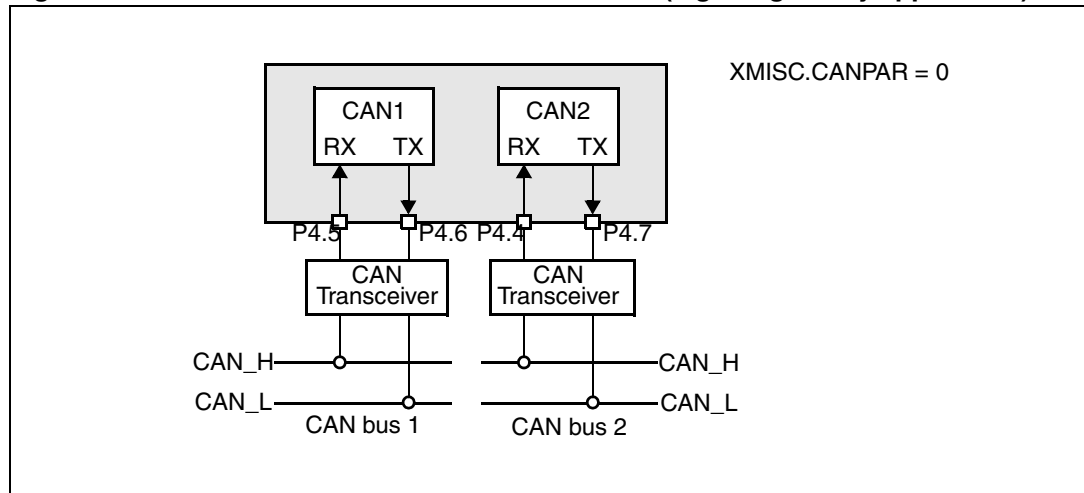 XMISC.CANPAR = 0
CAN1
CAN2
RX TX
RX TX
P4.5
P4.6
P4.4
P4.7
CAN
Transceiver
CAN
Transceiver
CAN_H
CAN_H
CAN_L
CAN_L
CAN bus 1
CAN bus 2